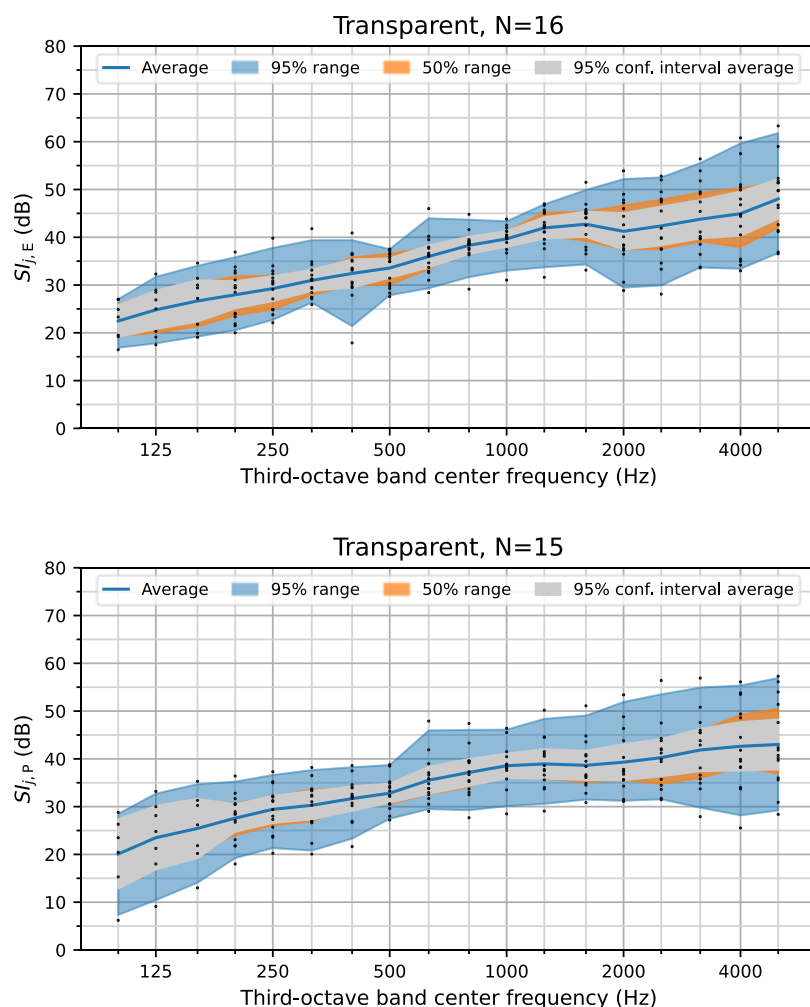 Transparent, N=16
Average 95% range 50% range 95% conf. interval average
80
70
60
50
40
30
20
10
0
SI_j,E (dB)
125 250 500 1000 2000 4000
Third-octave band center frequency (Hz)
Transparent, N=15
Average 95% range 50% range 95% conf. interval average
80
70
60
50
40
30
20
10
0
SI_j,P (dB)
125 250 500 1000 2000 4000
Third-octave band center frequency (Hz)